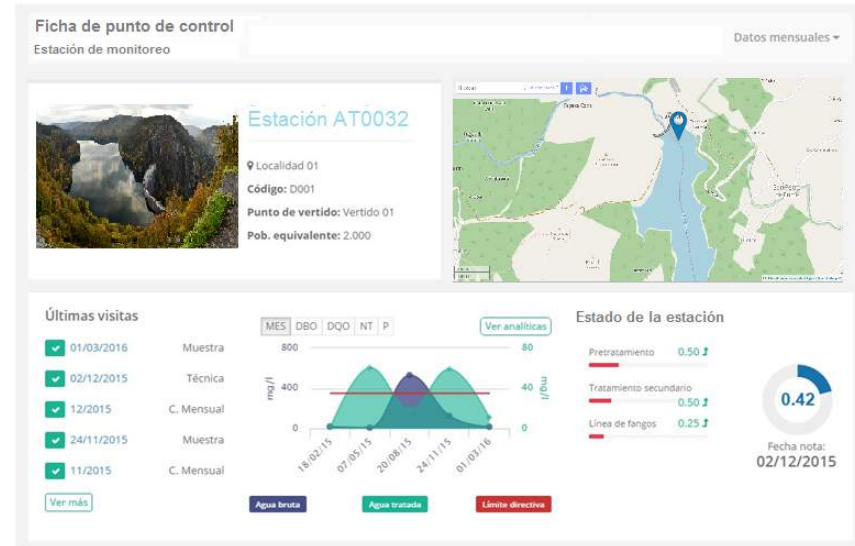 Ficha de punto de control
Estación de monitoreo
Datos mensuales
Estación AT0032
Localidad 01
Código: D001
Punto de vertido: Vertido 01
Pob. equivalente: 2.000
Últimas visitas
01/03/2016 Muestra
02/12/2015 Técnica
12/2015 C. Mensual
24/11/2015 Muestra
11/2015 C. Mensual
Ver más
MES DBO DQO NT P
Ver analíticas
800 80
mg/l 400 40 mg/l
0 0
18/02/15 07/05/15 20/08/15 24/11/15 01/03/16
Agua bruta Agua tratada Límite directiva
Estado de la estación
Pretratamiento 0.50
Tratamiento secundario
0.50
Línea de fangos 0.25
0.42
Fecha nota:
02/12/2015